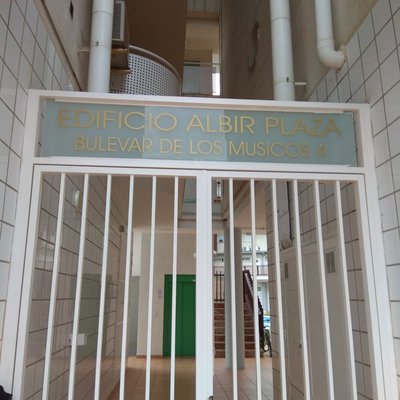 EDIFICIO ALBIR PLAZA
BULEVAR DE LOS MUSICOS